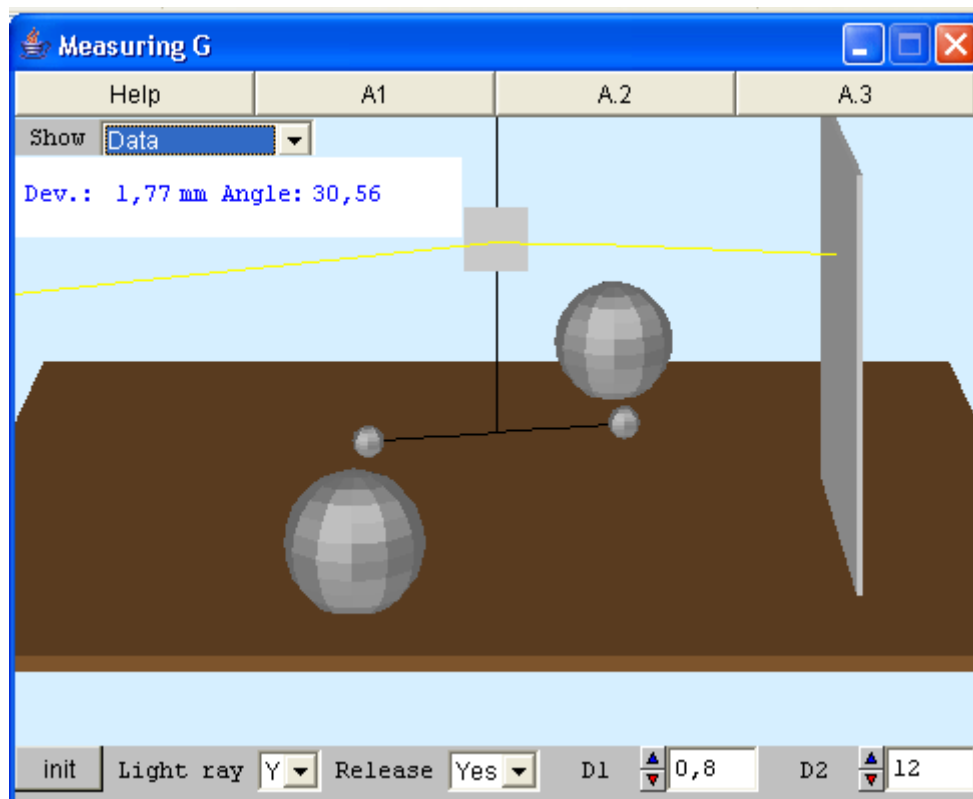 Measuring G
Help A1 A.2 A.3
Show Data
Dev.: 1,77 mm Angle: 30,56
init Light ray Y Release Yes D1 0,8 D2 12